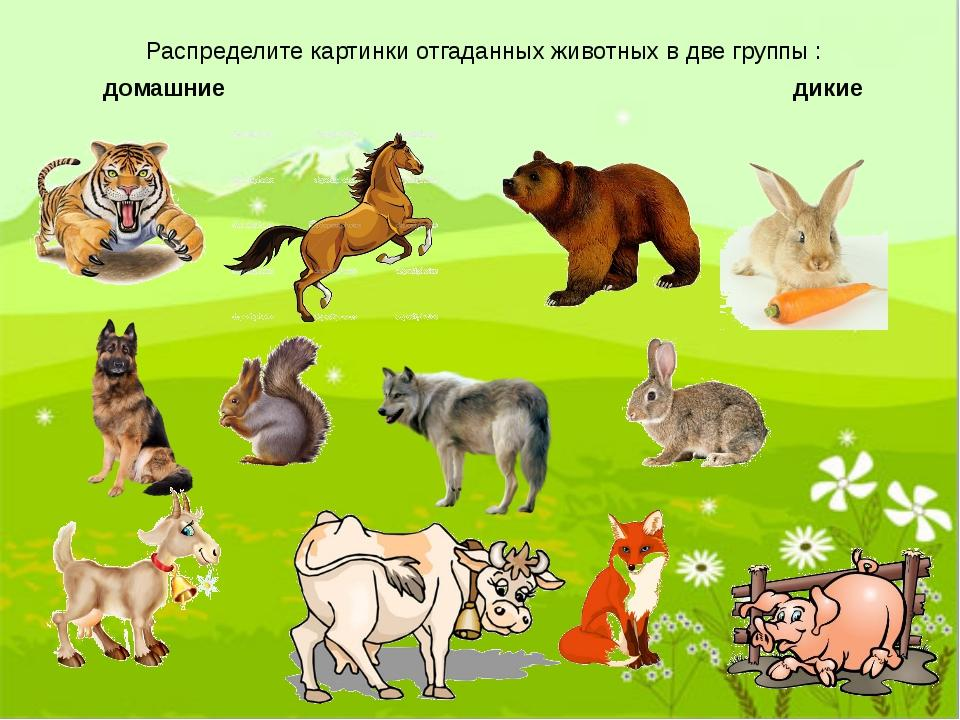 Распределите картинки отгаданных животных в две группы :
домашние дикие